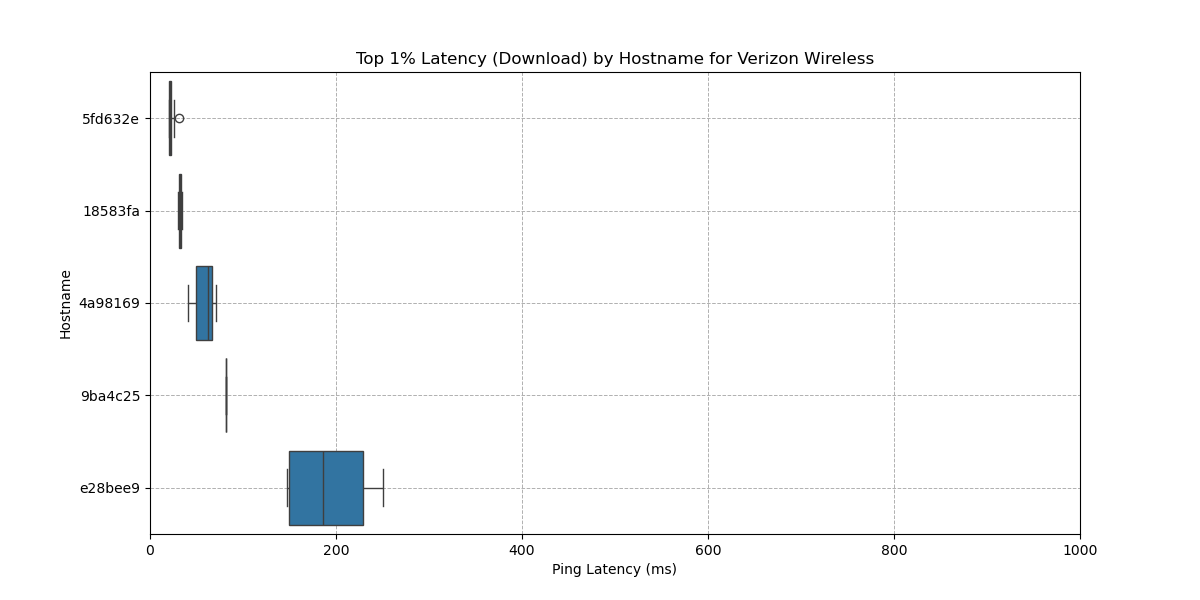 Top 1% Latency (Download) by Hostname for Verizon Wireless
Hostname
5fd632e
18583fa
4a98169
9ba4c25
e28bee9
0 200 400 600 800 1000
Ping Latency (ms)